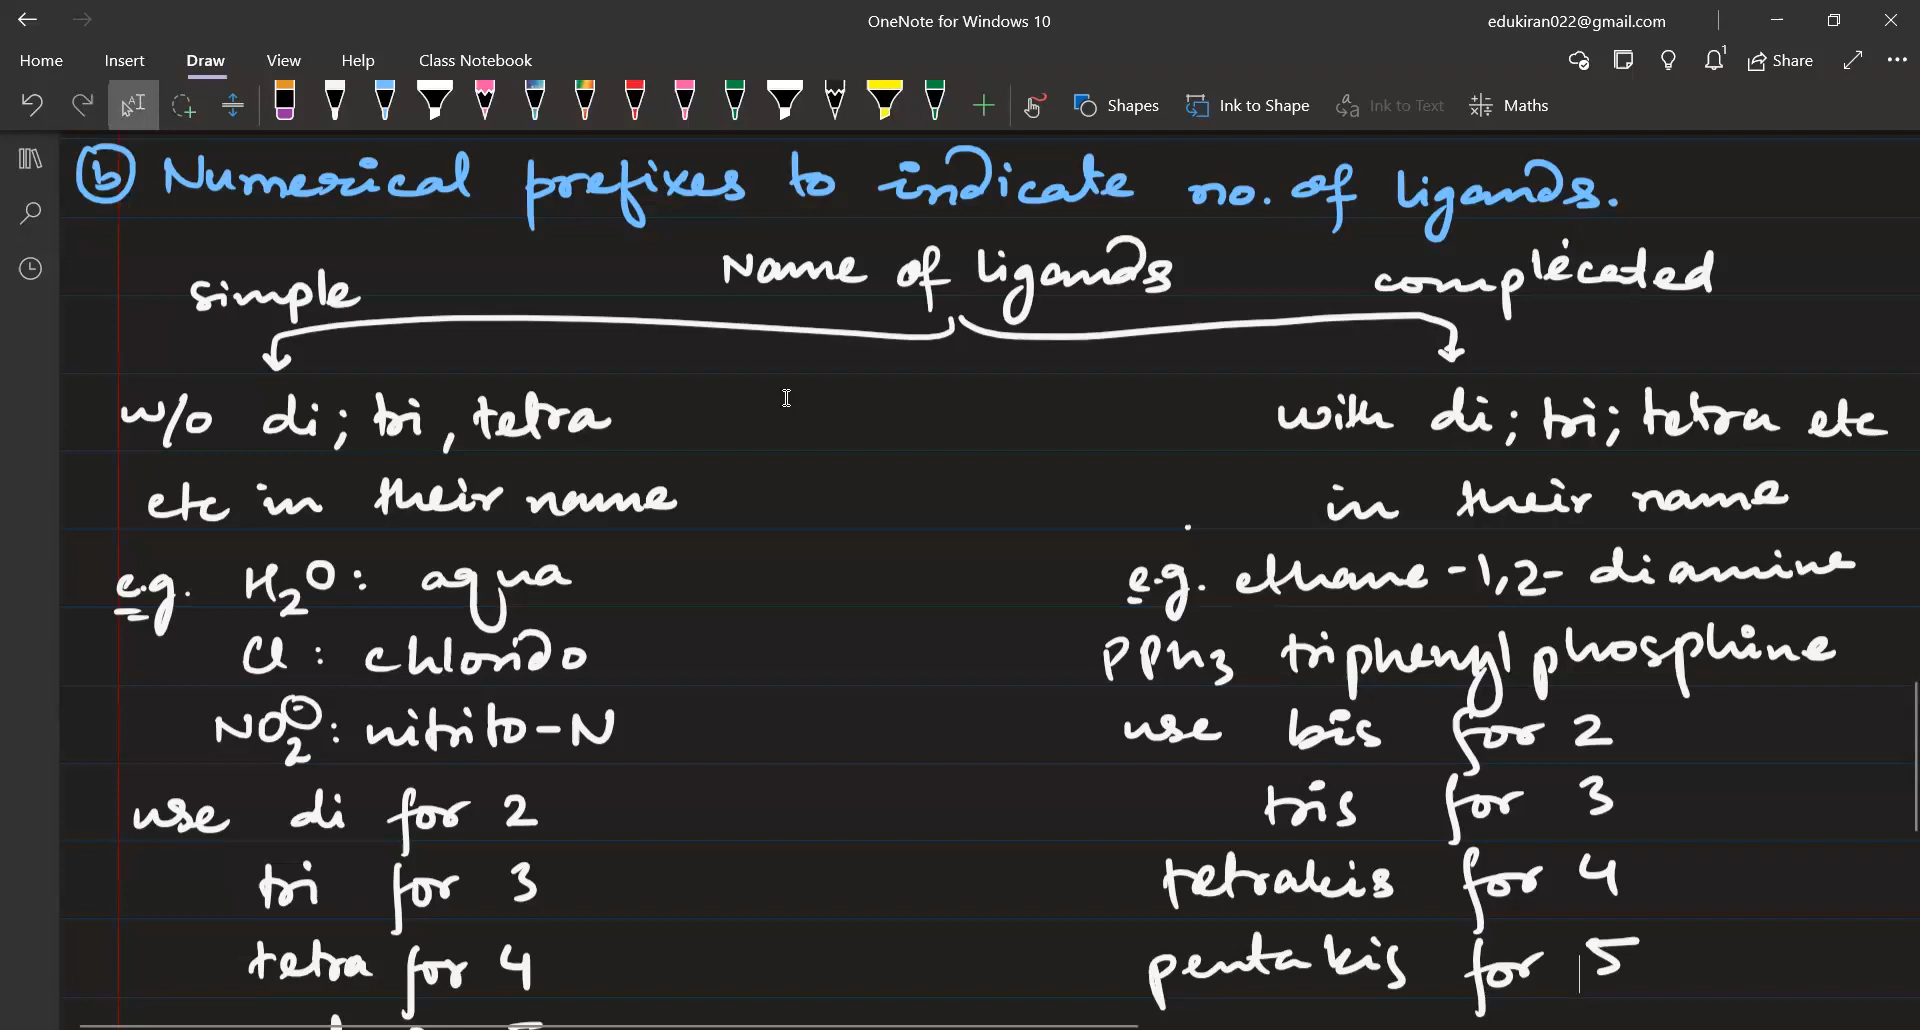 OneNote for Windows 10
edukiran022@gmail.com
Home Insert Draw View Help Class Notebook
1 Share
Shapes Ink to Shape Ink to Text Maths
b Numerical prefixes to indicate no. of ligands.
Name of ligands
simple
complécated
w/o di; tri, tetra
etc in their name
e.g. H2O: aqua
Cl: chlorido
NO2⊖: nitrito-N
use di for 2
tri for 3
tetra for 4
with di; tri; tetra etc
in their name
e.g. ethane-1,2-diamine
PPh3 triphenyl phosphine
use bis for 2
tris for 3
tetrakis for 4
pentakis for 5